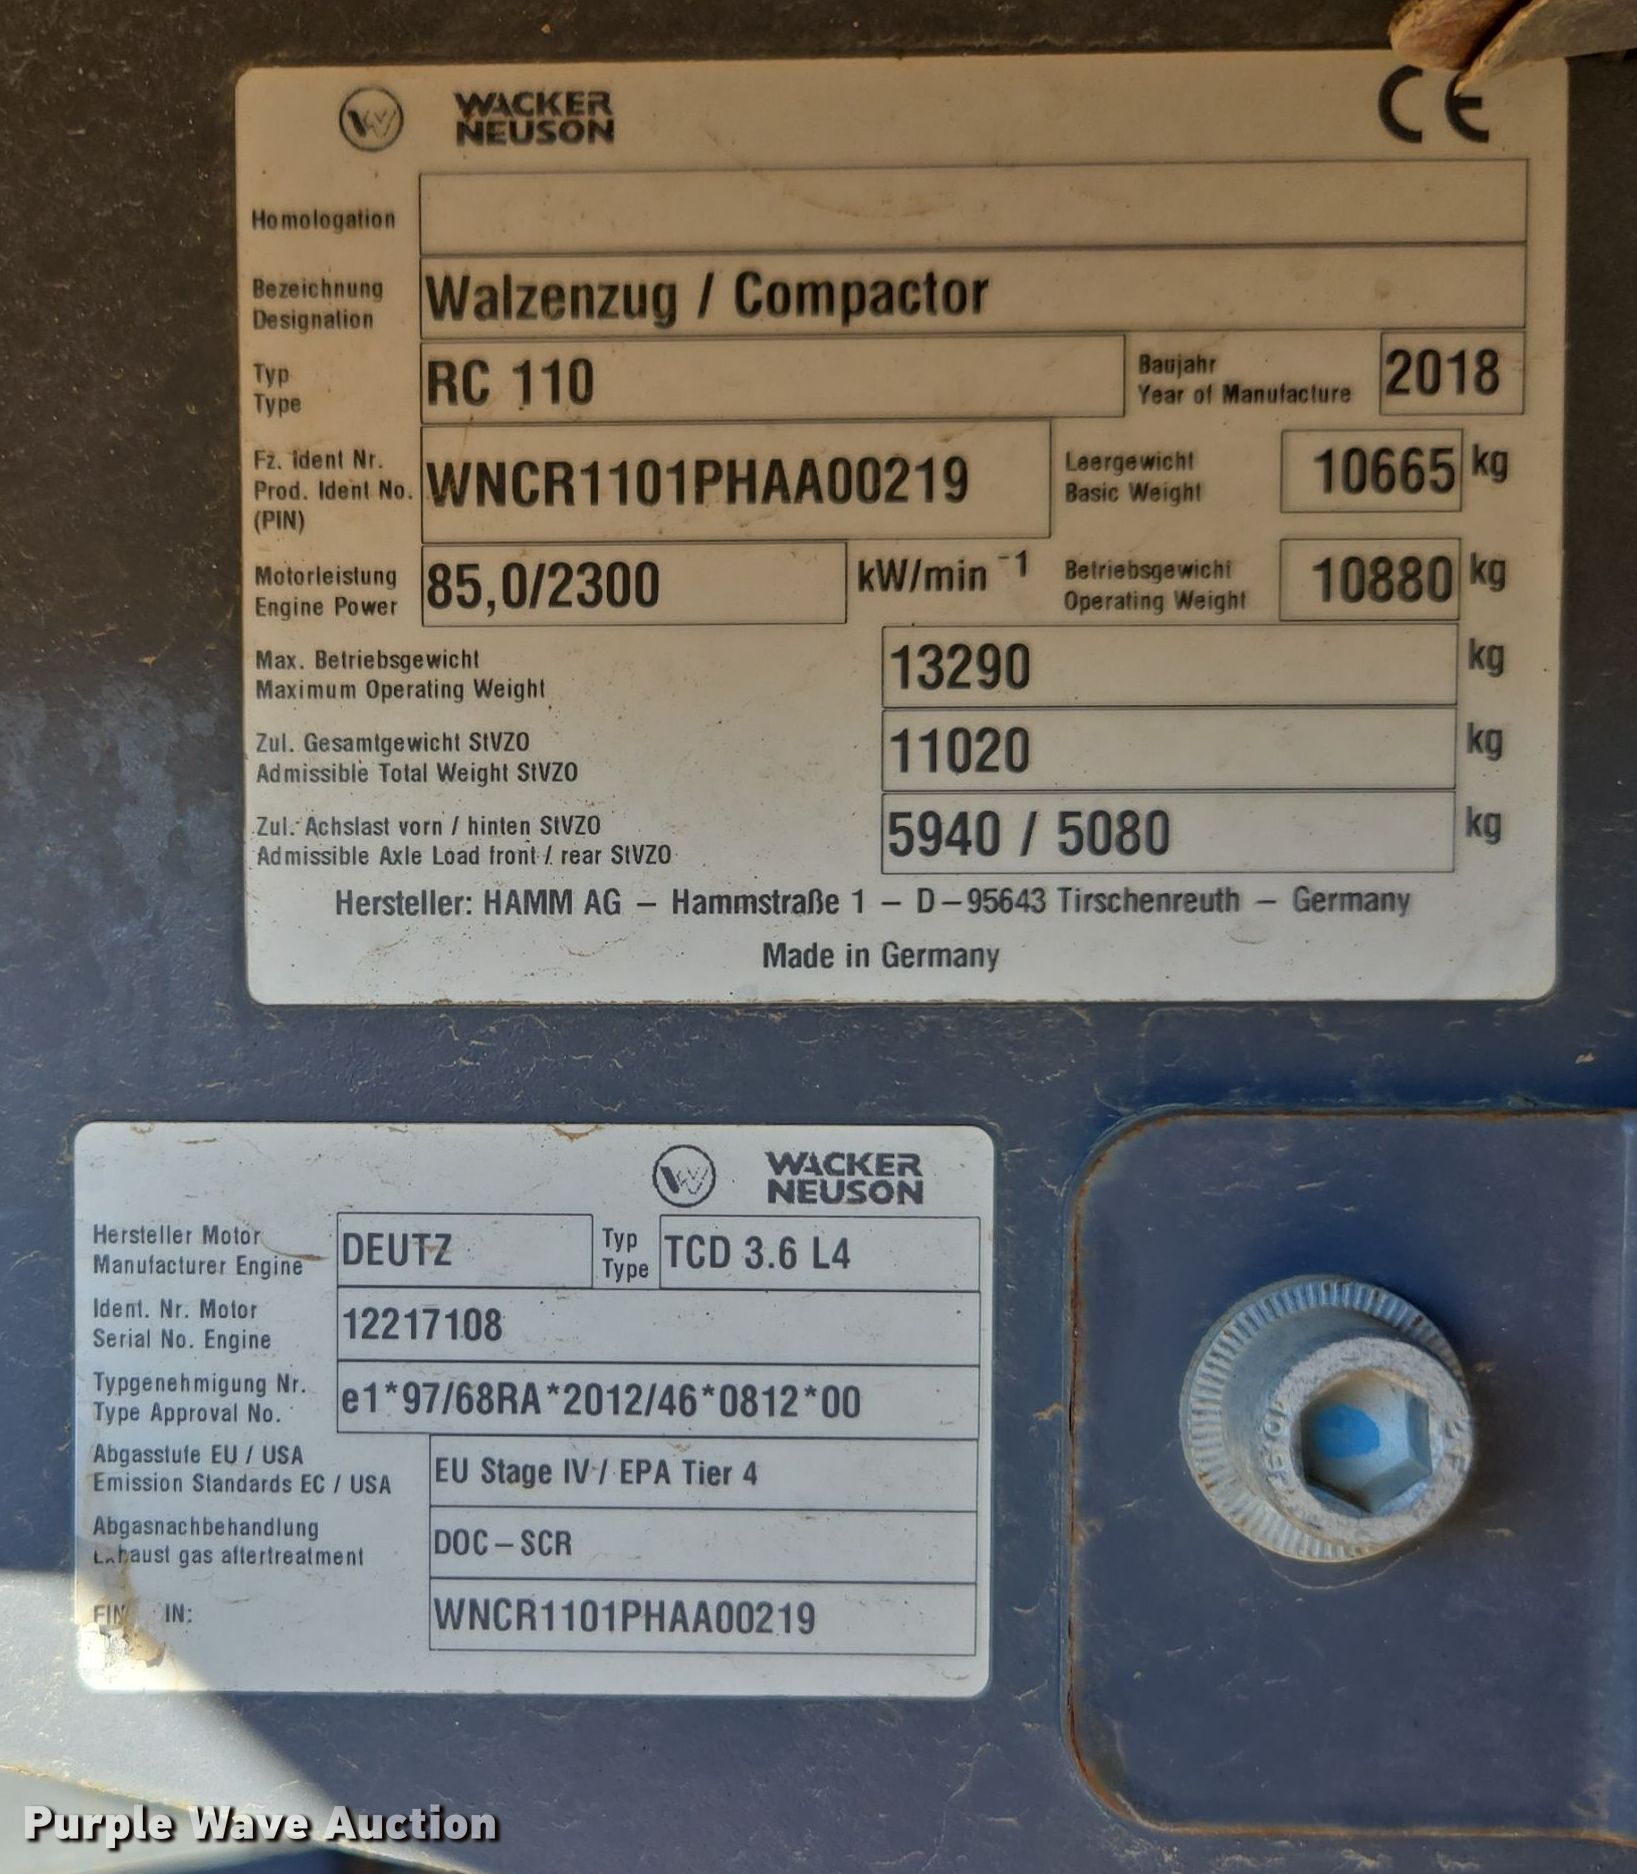 WACKER
NEUSON
CE
Homologation
Bezeichnung
Designation
Walzenzug / Compactor
Typ
Type
RC 110
Baujahr
Year of Manufacture
2018
Fz. Ident Nr.
Prod. Ident No.
(PIN)
WNCR1101PHAA00219
Leergewicht
Basic Weight
10665 kg
Motorleistung
Engine Power
85,0/2300 kW/min⁻¹
Betriebsgewicht
Operating Weight
10880 kg
Max. Betriebsgewicht
Maximum Operating Weight
13290 kg
Zul. Gesamtgewicht StVZO
Admissible Total Weight StVZO
11020 kg
Zul. Achslast vorn / hinten StVZO
Admissible Axle Load front / rear StVZO
5940 / 5080 kg
Hersteller: HAMM AG – Hammstraße 1 – D–95643 Tirschenreuth – Germany
Made in Germany
WACKER
NEUSON
Hersteller Motor
Manufacturer Engine
DEUTZ
Typ
Type
TCD 3.6 L4
Ident. Nr. Motor
Serial No. Engine
12217108
Typgenehmigung Nr.
Type Approval No.
e1*97/68RA*2012/46*0812*00
Abgasstufe EU / USA
Emission Standards EC / USA
EU Stage IV / EPA Tier 4
Abgasnachbehandlung
Exhaust gas aftertreatment
DOC – SCR
WNCR1101PHAA00219
Purple Wave Auction